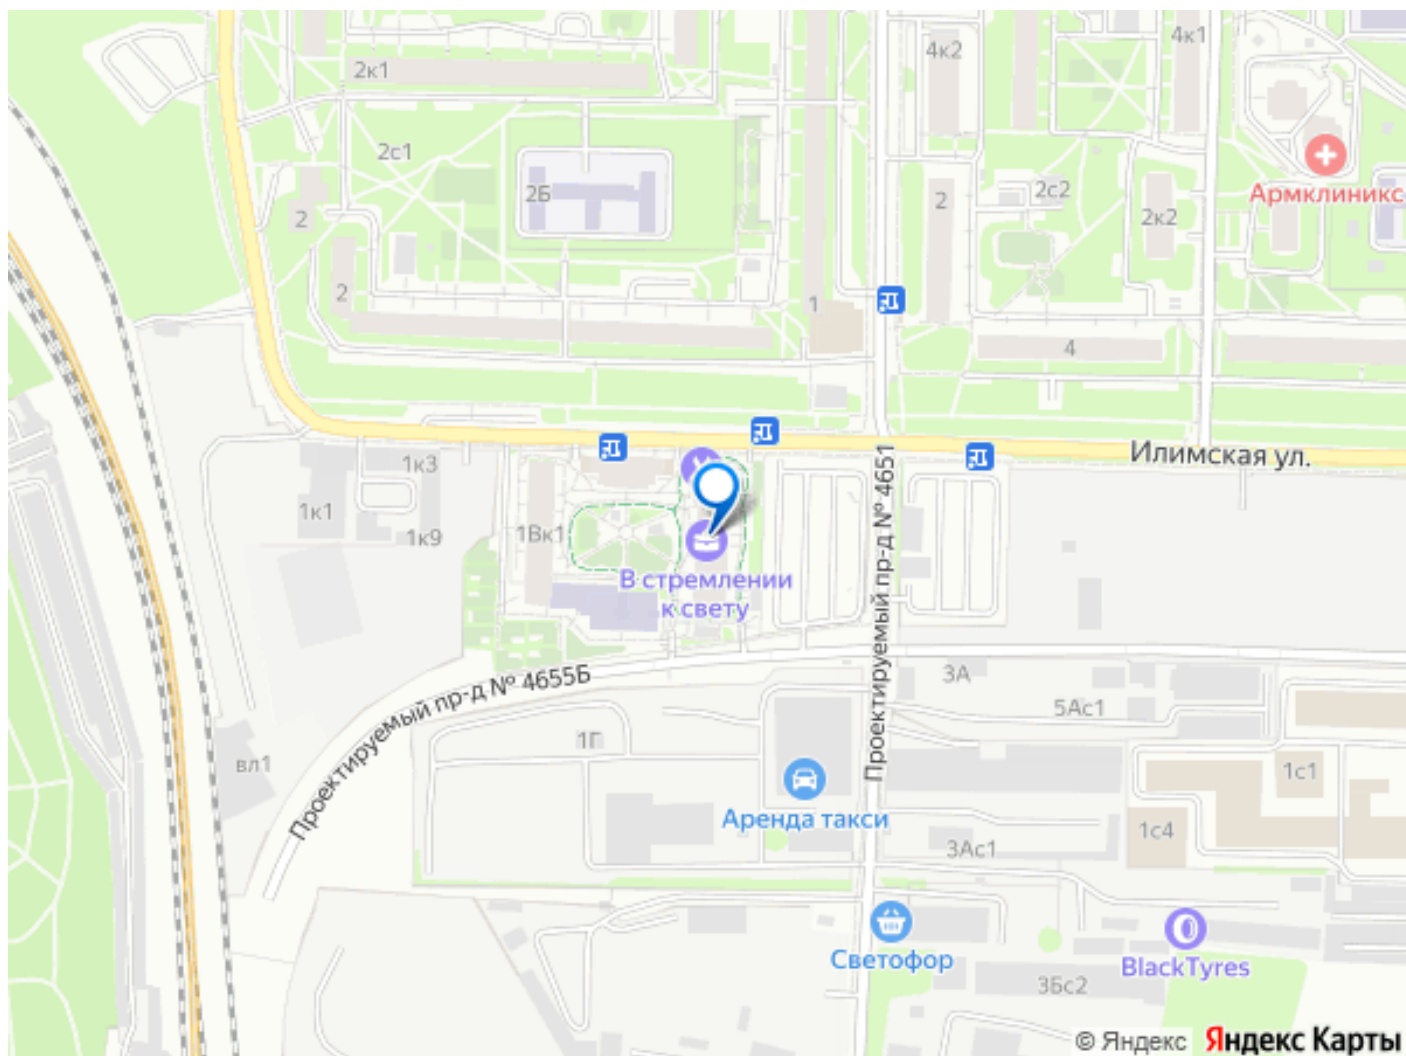 2к1
4к2
4к1
2с1
2Б
2
2с2
2
2к2
Армклиникс
2
1
4
Илимская ул.
1к3
1к1
1к9
1Вк1
В стремлении
к свету
Проектируемый пр-д № 4651
Проектируемый пр-д № 4655Б
3А
5Ас1
1Г
вл1
1с1
Аренда такси
1с4
3Ас1
Светофор
BlackTyres
3Бс2
© Яндекс Яндекс Карты